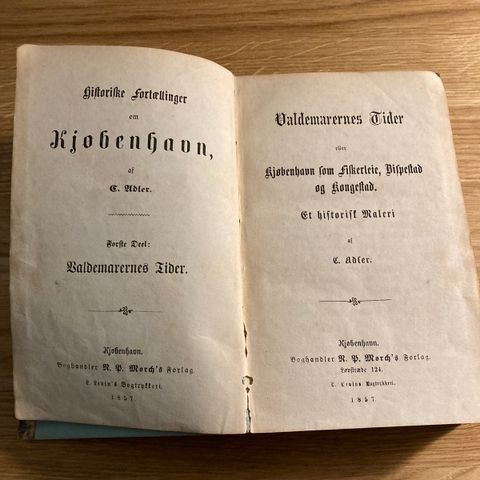 Historiske Fortællinger
om
Kjøbenhavn,
af
C. Adler.
Første Deel:
Valdemarernes Tider.
Kjøbenhavn.
Boghandler N. P. Morch's Forlag.
L. Levin's Bogtrykkeri.
1857.
Valdemarernes Tider
eller
Kjøbenhavn som Fiskerleie, Bispestad
og Kongestad.
Et historisk Maleri
af
C. Adler.
Kjøbenhavn.
Boghandler N. P. Morch's Forlag.
Løvstræde 124.
L. Levins Bogtrykkeri.
1857